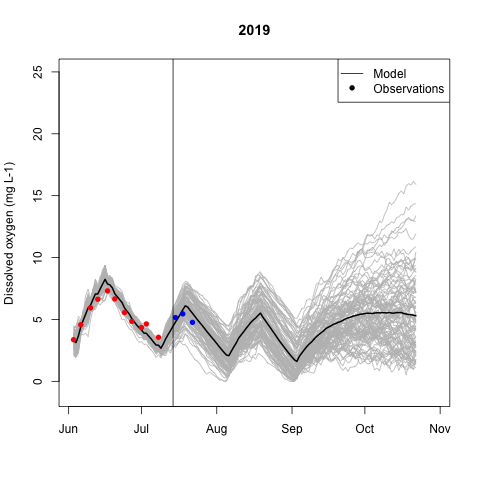 2019
Model
Observations
Dissolved oxygen (mg L-1)
25
20
15
10
5
0
Jun Jul Aug Sep Oct Nov